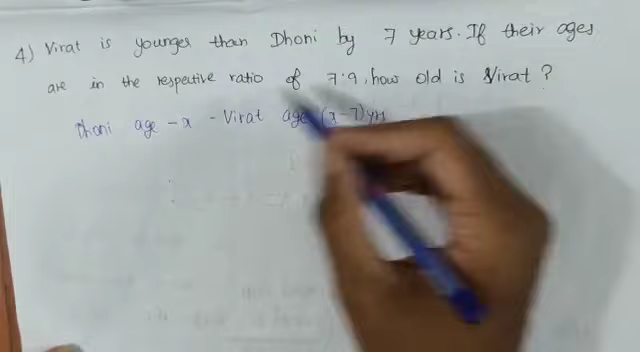 4) Virat is younger than Dhoni by 7 years. If their ages
are in the respetive ratio of 7:9, how old is Virat?
Dhoni age - x - Virat age (x-7) yrs